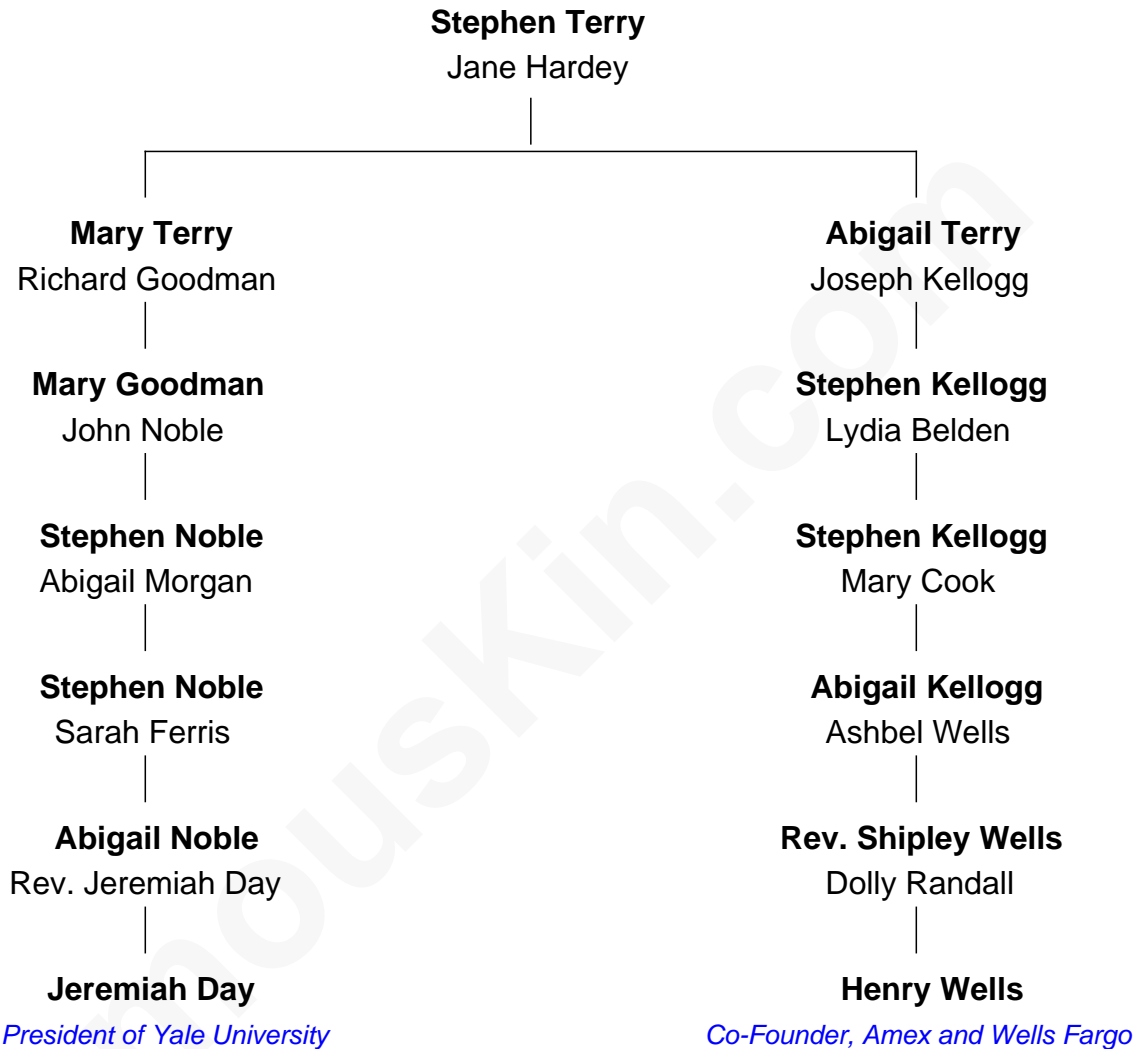 Stephen Terry
Jane Hardey
Mary Terry
Richard Goodman
Abigail Terry
Joseph Kellogg
Mary Goodman
John Noble
Stephen Kellogg
Lydia Belden
Stephen Noble
Abigail Morgan
Stephen Kellogg
Mary Cook
Stephen Noble
Sarah Ferris
Abigail Kellogg
Ashbel Wells
Abigail Noble
Rev. Jeremiah Day
Rev. Shipley Wells
Dolly Randall
Jeremiah Day
President of Yale University
Henry Wells
Co-Founder, Amex and Wells Fargo
mousKin.com